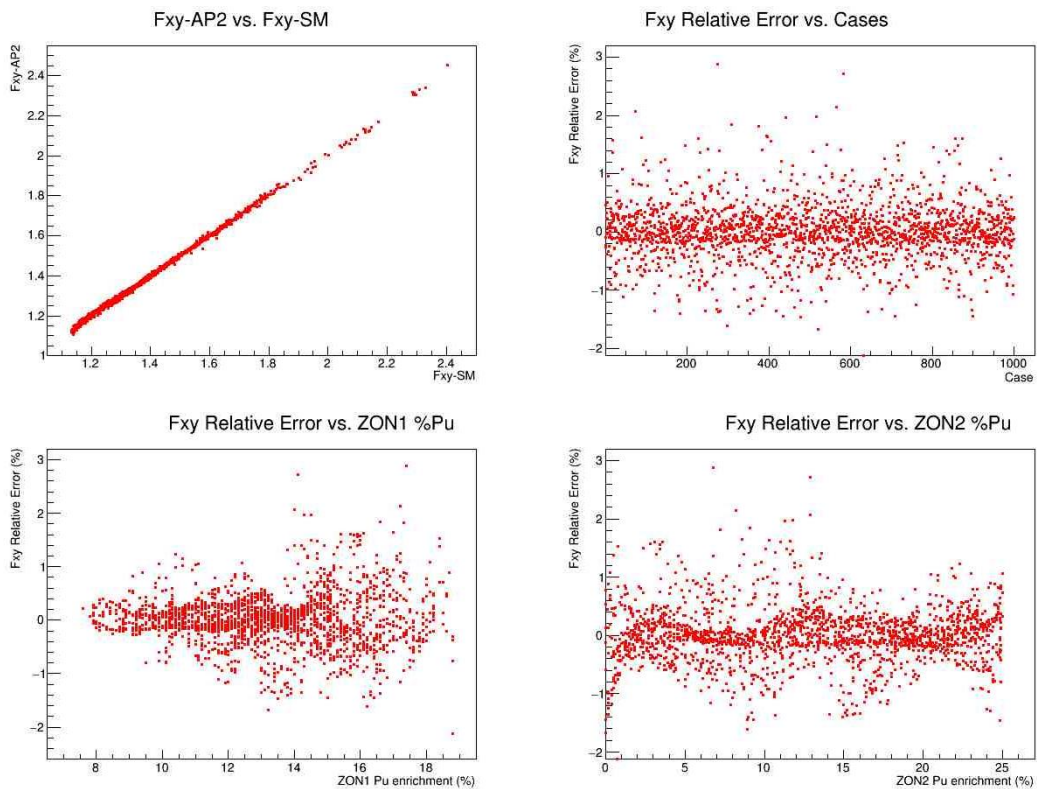 Fxy-AP2 vs. Fxy-SM
Fxy-AP2
2.4
2.2
2
1.8
1.6
1.4
1.2
1
1.2 1.4 1.6 1.8 2 2.2 2.4
Fxy-SM
Fxy Relative Error vs. Cases
Fxy Relative Error (%)
3
2
1
0
−1
−2
200 400 600 800 1000
Case
Fxy Relative Error vs. ZON1 %Pu
Fxy Relative Error (%)
3
2
1
0
−1
−2
8 10 12 14 16 18
ZON1 Pu enrichment (%)
Fxy Relative Error vs. ZON2 %Pu
Fxy Relative Error (%)
3
2
1
0
−1
−2
0 5 10 15 20 25
ZON2 Pu enrichment (%)